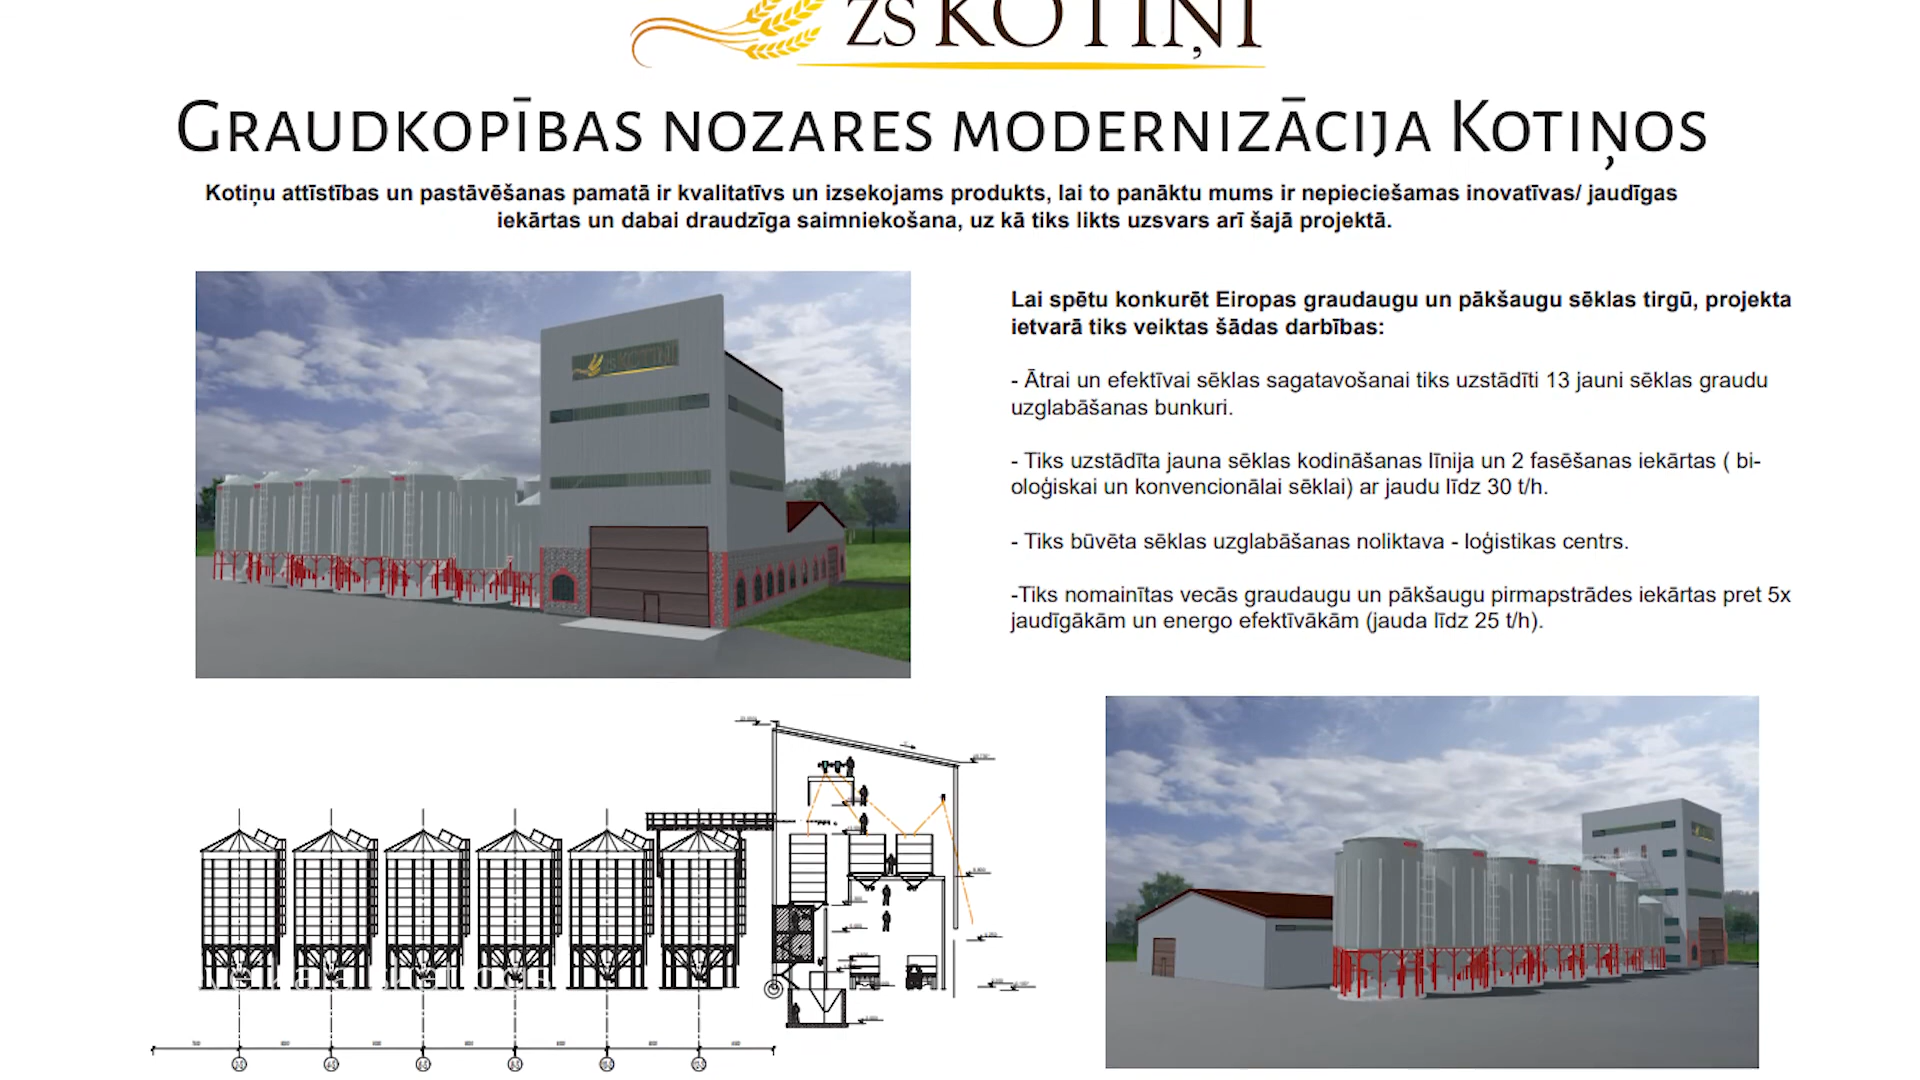 ZS KOTIŅI
Graudkopības nozares modernizācija Kotiņos
Kotiņu attīstības un pastāvēšanas pamatā ir kvalitatīvs un izsekojams produkts, lai to panāktu mums ir nepieciešamas inovatīvas/ jaudīgas
iekārtas un dabai draudzīga saimniekošana, uz kā tiks likts uzsvars arī šajā projektā.
Lai spētu konkurēt Eiropas graudaugu un pākšaugu sēklas tirgū, projekta
ietvarā tiks veiktas šādas darbības:
- Ātrai un efektīvai sēklas sagatavošanai tiks uzstādīti 13 jauni sēklas graudu
uzglabāšanas bunkuri.
- Tiks uzstādīta jauna sēklas kodināšanas līnija un 2 fasēšanas iekārtas ( bi-
oloģiskai un konvencionālai sēklai) ar jaudu līdz 30 t/h.
- Tiks būvēta sēklas uzglabāšanas noliktava - loģistikas centrs.
-Tiks nomainītas vecās graudaugu un pākšaugu pirmapstrādes iekārtas pret 5x
jaudīgākām un energo efektīvākām (jauda līdz 25 t/h).
ZS KOTIŅI